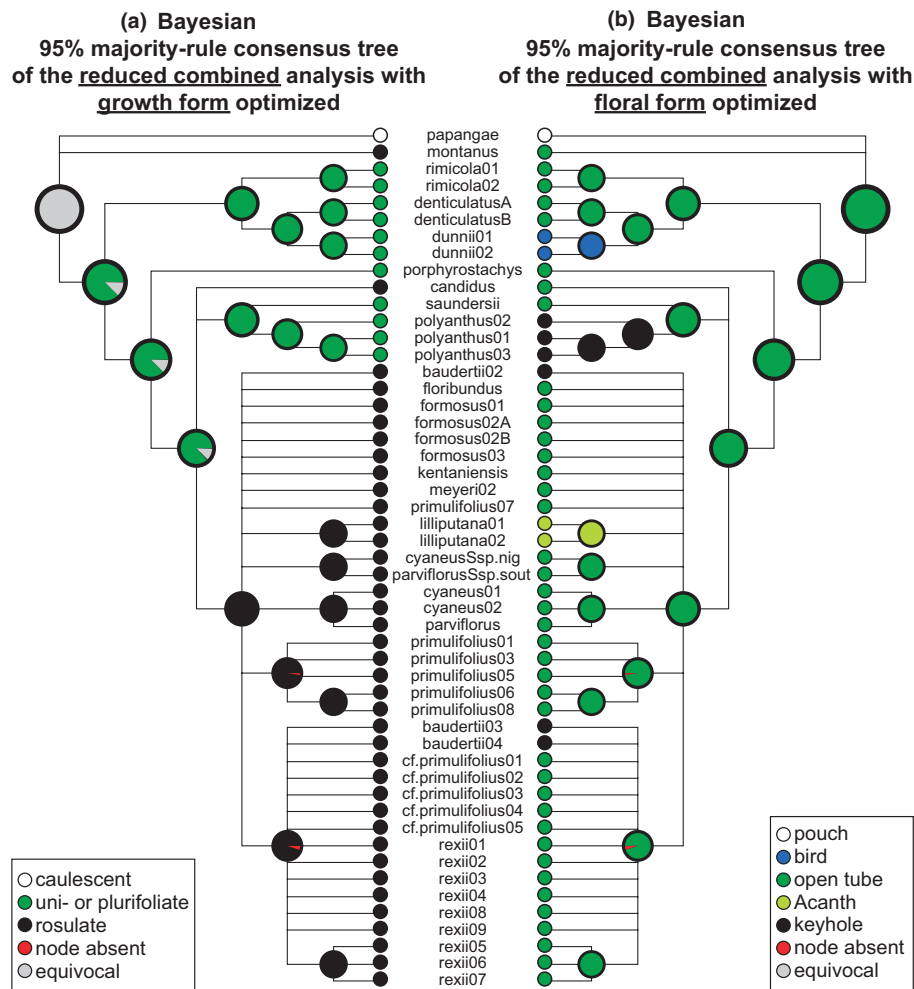 (a) Bayesian
95% majority-rule consensus tree
of the reduced combined analysis with
growth form optimized
(b) Bayesian
95% majority-rule consensus tree
of the reduced combined analysis with
floral form optimized
papangae
montanus
rimicola01
rimicola02
denticulatusA
denticulatusB
dunnii01
dunnii02
porphyrostachys
candidus
saundersii
polyanthus02
polyanthus01
polyanthus03
baudertii02
floribundus
formosus01
formosus02A
formosus02B
formosus03
kentaniensis
meyeri02
primulifolius07
lilliputana01
lilliputana02
cyaneusSsp.nig
parviflorusSsp.sout
cyaneus01
cyaneus02
parviflorus
primulifolius01
primulifolius03
primulifolius05
primulifolius06
primulifolius08
baudertii03
baudertii04
cf.primulifolius01
cf.primulifolius02
cf.primulifolius03
cf.primulifolius04
cf.primulifolius05
rexii01
rexii02
rexii03
rexii04
rexii08
rexii09
rexii05
rexii06
rexii07
caulescent
uni- or plurifoliate
rosulate
node absent
equivocal
pouch
bird
open tube
Acanth
keyhole
node absent
equivocal